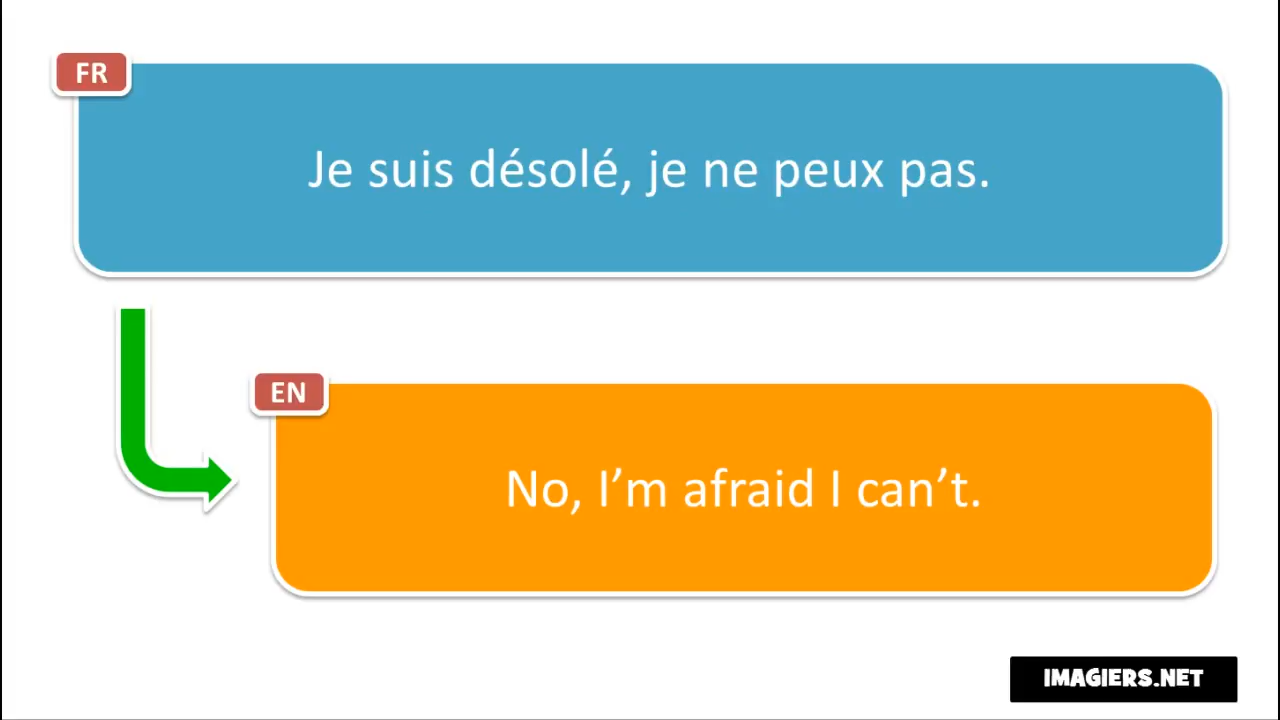 FR
Je suis désolé, je ne peux pas.
EN
No, I’m afraid I can’t.
IMAGIERS.NET